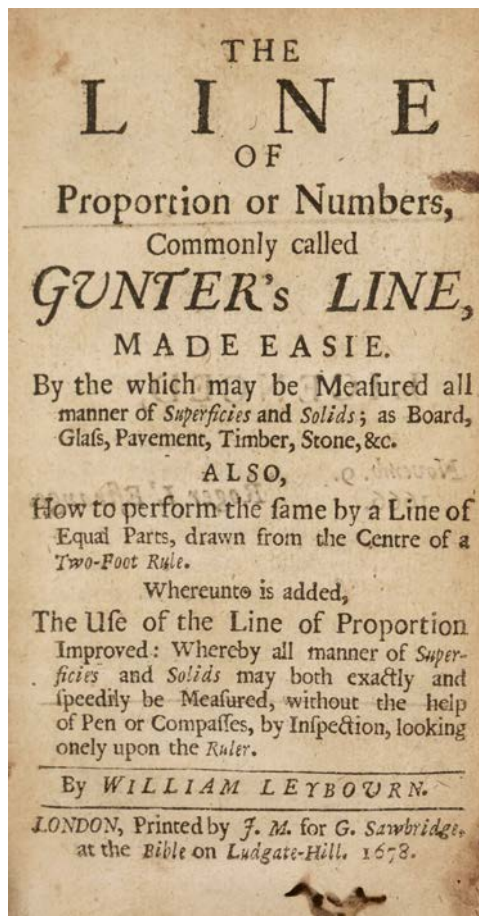 THE
LINE
OF
Proportion or Numbers,
Commonly called
GUNTER's LINE,
MADE EASIE.
By the which may be Meaſured all
manner of Superficies and Solids; as Board,
Glaſs, Pavement, Timber, Stone, &c.
ALSO,
How to perform the ſame by a Line of
Equal Parts, drawn from the Centre of a
Two-Foot Rule.
Whereunto is added,
The Uſe of the Line of Proportion
Improved: Whereby all manner of Super-
ficies and Solids may both exactly and
ſpeedily be Meaſured, without the help
of Pen or Compaſſes, by Inſpection, looking
onely upon the Ruler.
By WILLIAM LEYBOURN.
LONDON, Printed by J. M. for G. Sawbridge,
at the Bible on Ludgate-Hill. 1678.